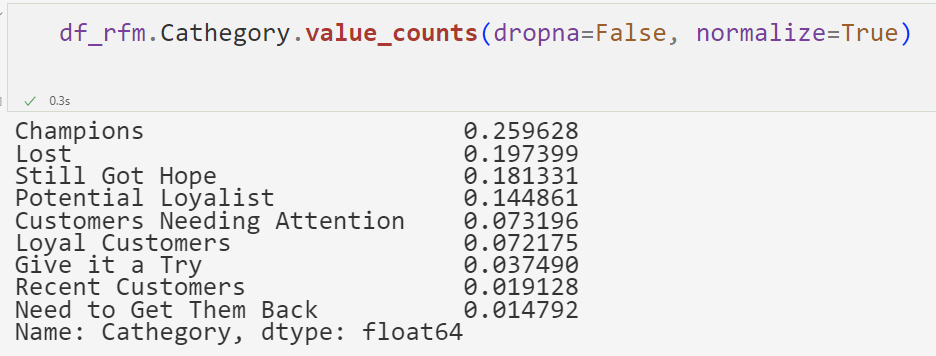 df_rfm.Cathegory.value_counts(dropna=False, normalize=True)
✓ 0.3s
Champions 0.259628
Lost 0.197399
Still Got Hope 0.181331
Potential Loyalist 0.144861
Customers Needing Attention 0.073196
Loyal Customers 0.072175
Give it a Try 0.037490
Recent Customers 0.019128
Need to Get Them Back 0.014792
Name: Cathegory, dtype: float64